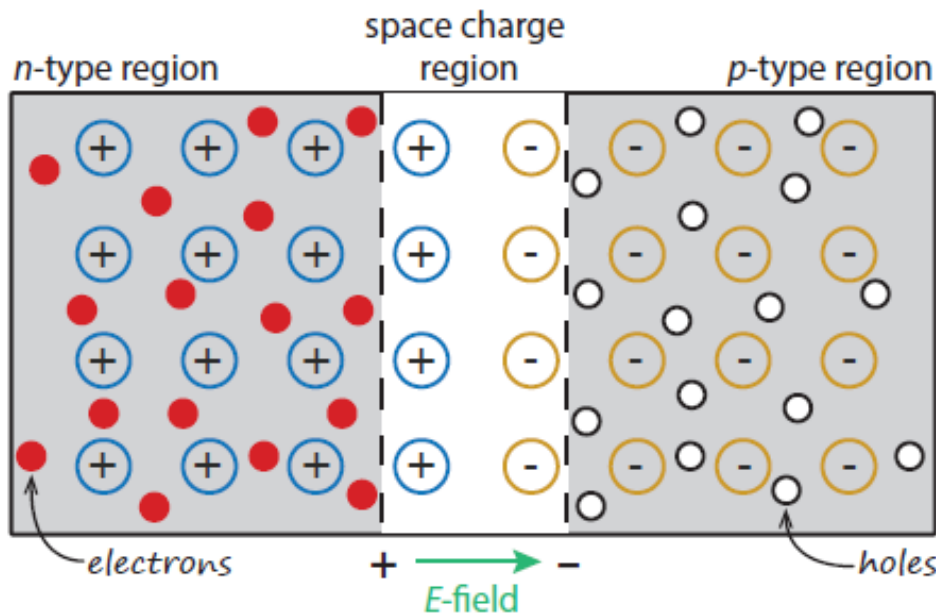 space charge
n-type region region p-type region
+ + + + - - - -
+ + + + - - - -
+ + + + - - - -
+ + + + - - - -
electrons + - holes
E-field